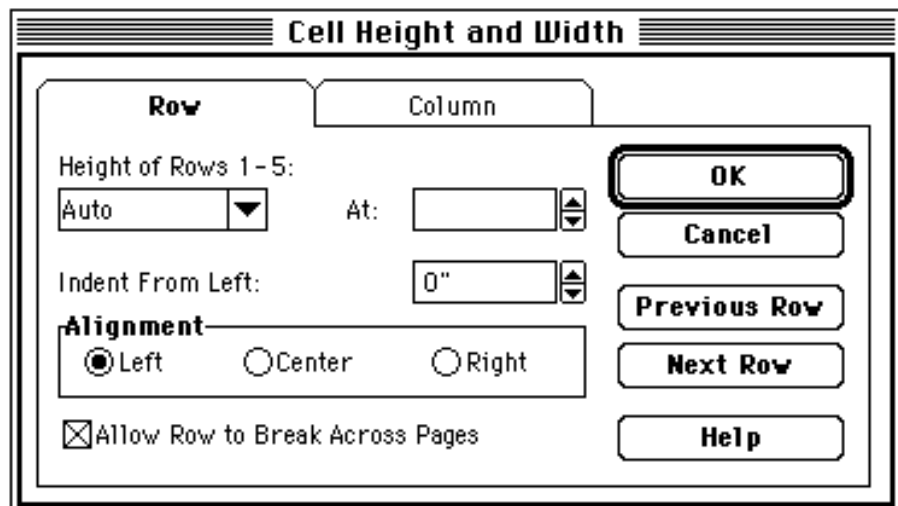 Cell Height and Width
Row
Column
Height of Rows 1-5:
Auto
At:
Indent From Left:
0"
Alignment
Left
Center
Right
Allow Row to Break Across Pages
OK
Cancel
Previous Row
Next Row
Help